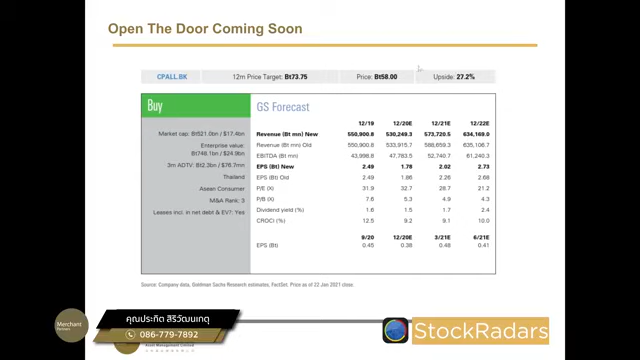 Open The Door Coming Soon
CPALL.BK 12m Price Target: Bt73.75 Price: Bt58.00 Upside: 27.2%
Buy
GS Forecast
Market cap: Bt521.0bn / $17.4bn
Enterprise value:
Bt748.1bn / $24.9bn
3m ADTV: Bt2.3bn / $76.7mn
Thailand
Asean Consumer
M&A Rank: 3
Leases incl. in net debt & EV?: Yes
12/19 12/20E 12/21E 12/22E
Revenue (Bt mn) New 550,900.8 530,249.3 573,720.5 634,169.0
Revenue (Bt mn) Old 550,900.8 533,915.7 588,659.3 635,106.7
EBITDA (Bt mn) 43,998.8 47,783.5 52,740.7 61,240.3
EPS (Bt) New 2.49 1.78 2.02 2.73
EPS (Bt) Old 2.49 1.86 2.26 2.68
P/E (X) 31.9 32.7 28.7 21.2
P/B (X) 7.6 5.3 4.9 4.3
Dividend yield (%) 1.6 1.5 1.7 2.4
CROCI (%) 12.5 9.2 9.1 10.0
9/20 12/20E 3/21E 6/21E
EPS (Bt) 0.45 0.38 0.48 0.41
Source: Company data, Goldman Sachs Research estimates, FactSet. Price as of 22 Jan 2021 close.
Merchant
Partners
คุณประกิต สิริวัฒนเกตุ
086-779-7892
Asset Management Limited
StockRadars